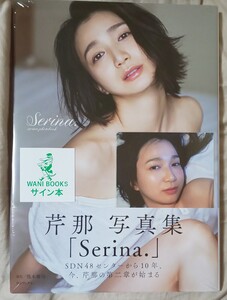 Serina.
WANI BOOKS
サイン本
芹那 写真集
「Serina.」
SDN48センターから10年、
今、芹那の第二章が始まる